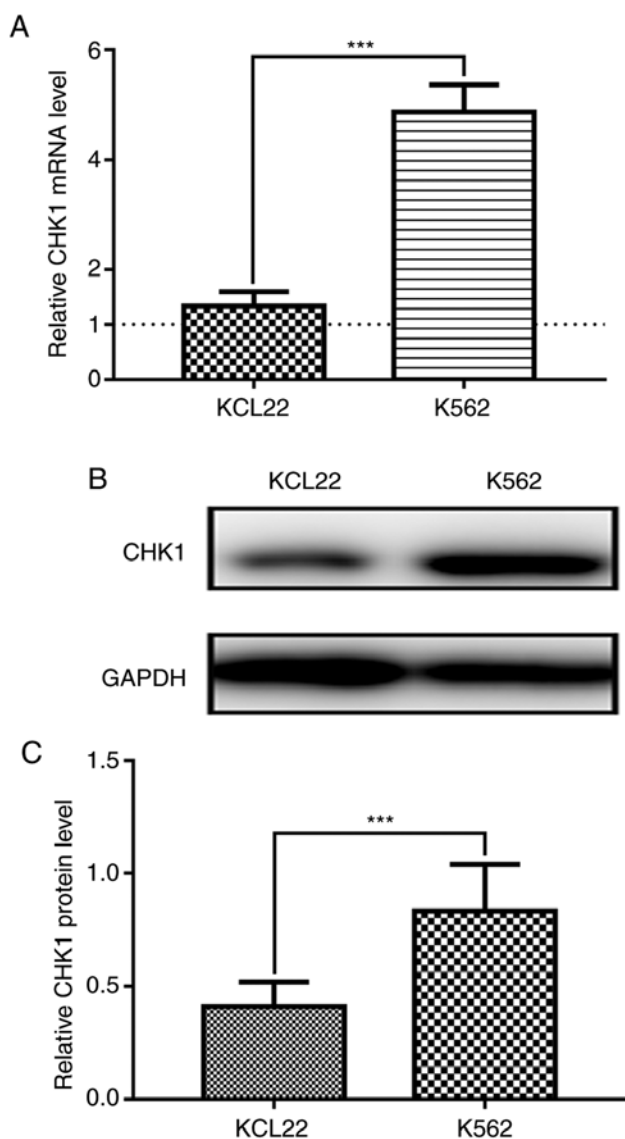 A
Relative CHK1 mRNA level
6
4
2
1
0
***
KCL22 K562
B
KCL22 K562
CHK1
GAPDH
C
Relative CHK1 protein level
1.5
1.0
0.5
0.0
***
KCL22 K562